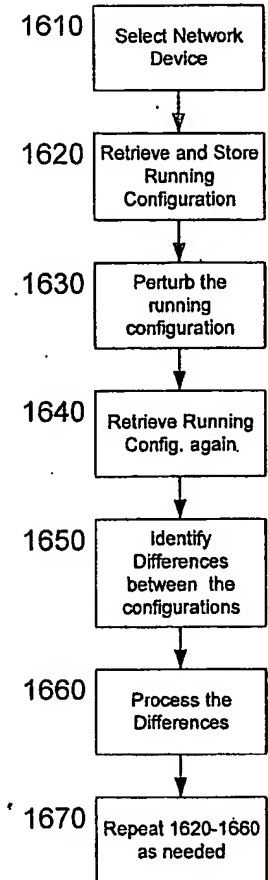 1610
Select Network
Device
1620
Retrieve and Store
Running
Configuration
1630
Perturb the
running
configuration
1640
Retrieve Running
Config. again.
1650
Identify
Differences
between the
configurations
1660
Process the
Differences
1670
Repeat 1620-1660
as needed